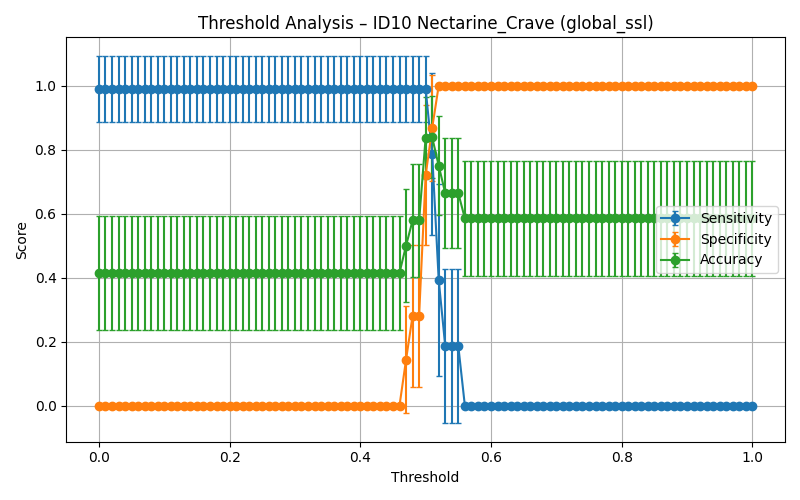 Threshold Analysis – ID10 Nectarine_Crave (global_ssl)
Score
1.0
0.8
0.6
0.4
0.2
0.0
Sensitivity
Specificity
Accuracy
0.0 0.2 0.4 0.6 0.8 1.0
Threshold